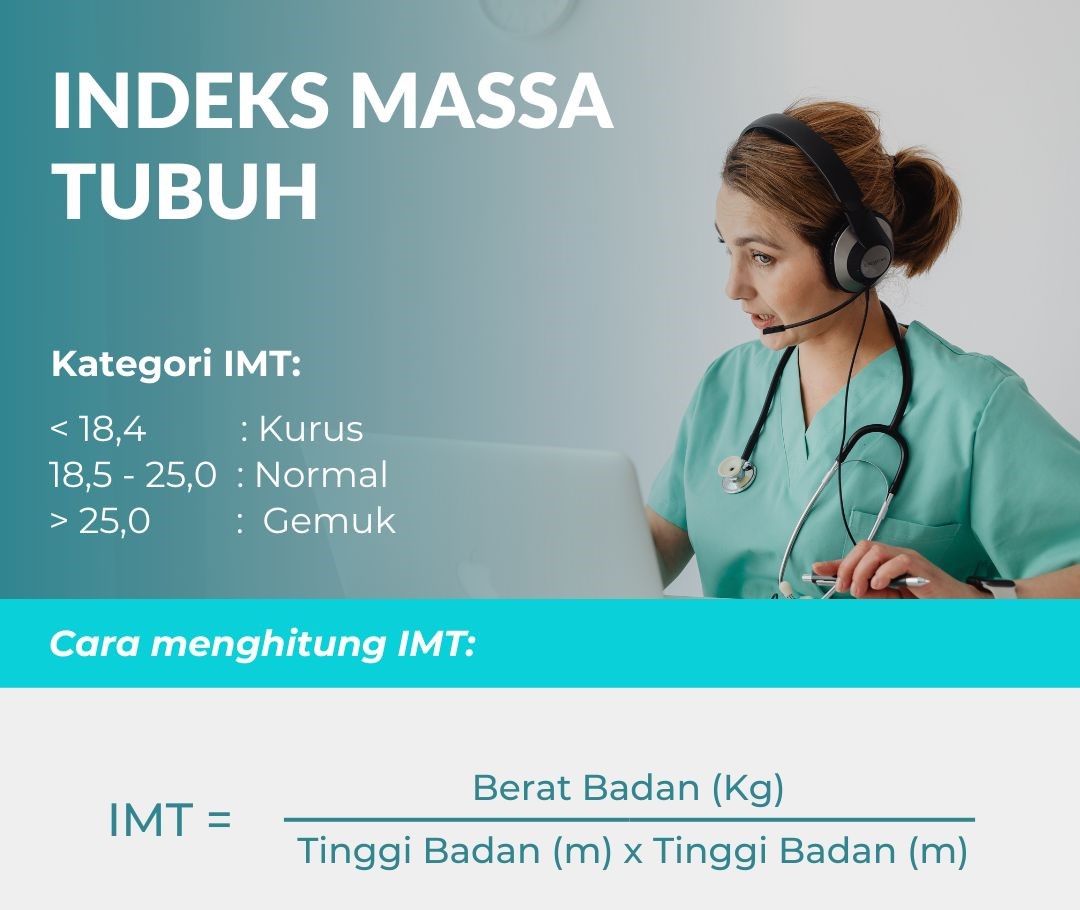 INDEKS MASSA
TUBUH
Kategori IMT:
< 18,4 : Kurus
18,5 - 25,0 : Normal
> 25,0 : Gemuk
Cara menghitung IMT:
IMT =
Berat Badan (Kg)
Tinggi Badan (m) x Tinggi Badan (m)